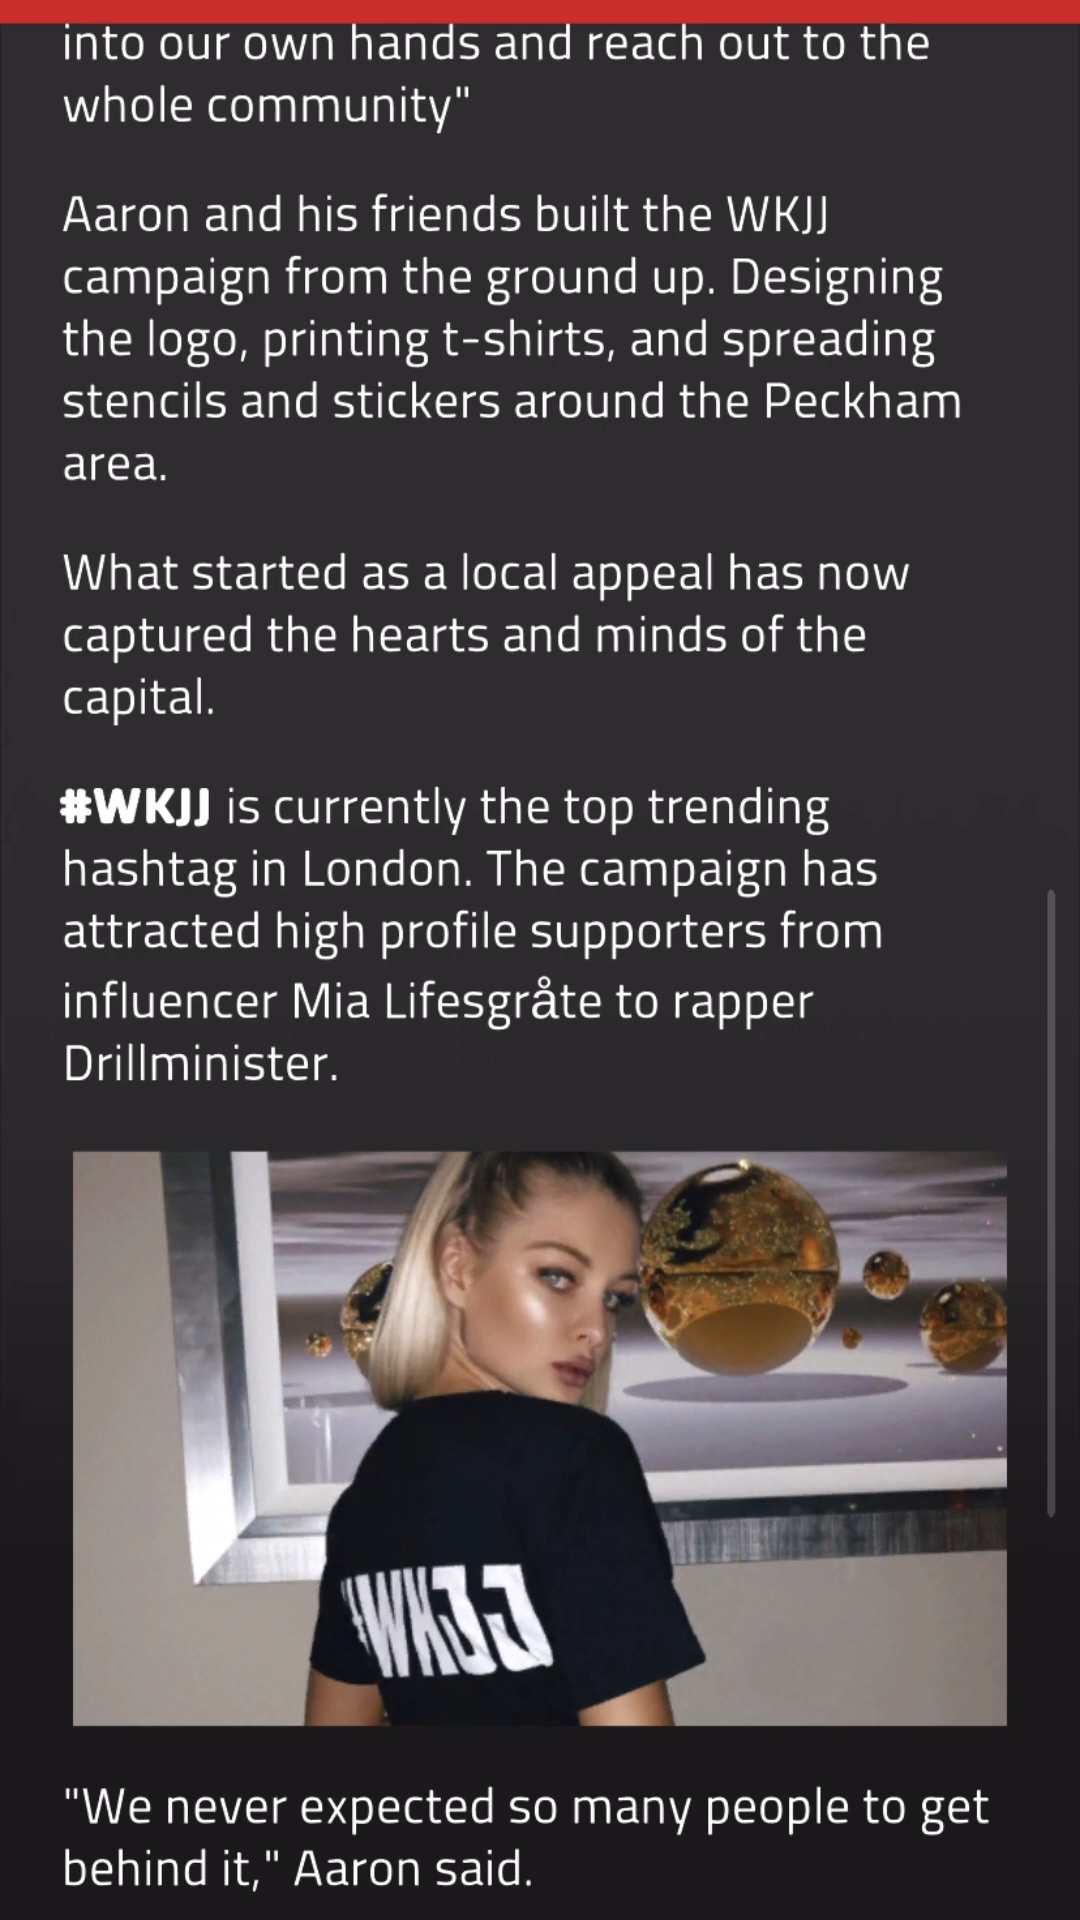 into our own hands and reach out to the
whole community"
Aaron and his friends built the WKJJ
campaign from the ground up. Designing
the logo, printing t-shirts, and spreading
stencils and stickers around the Peckham
area.
What started as a local appeal has now
captured the hearts and minds of the
capital.
#WKJJ is currently the top trending
hashtag in London. The campaign has
attracted high profile supporters from
influencer Mia Lifesgråte to rapper
Drillminister.
#WKJJ
"We never expected so many people to get
behind it," Aaron said.